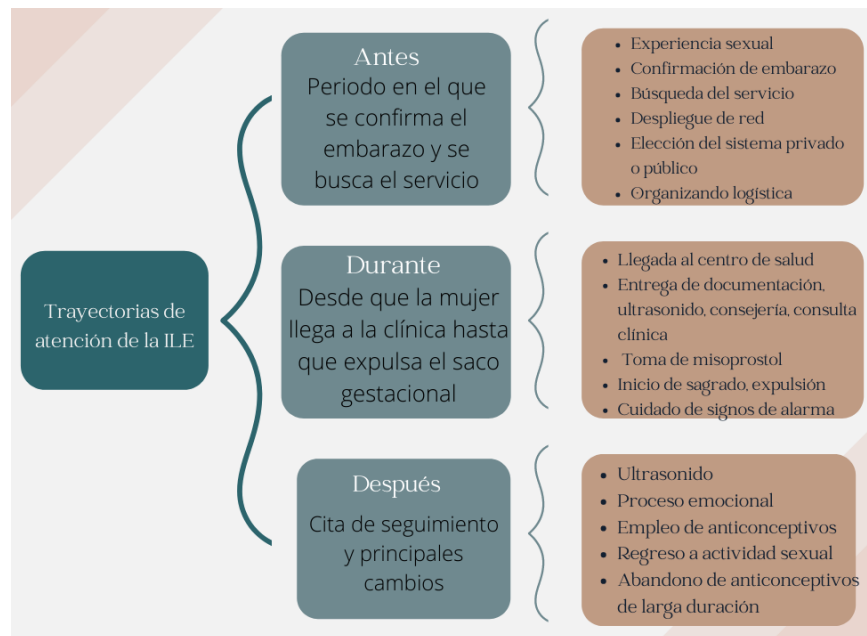 Trayectorias de
atención de la ILE
Antes
Periodo en el que
se confirma el
embarazo y se
busca el servicio
• Experiencia sexual
• Confirmación de embarazo
• Búsqueda del servicio
• Despliegue de red
• Elección del sistema privado
o público
• Organizando logística
Durante
Desde que la mujer
llega a la clínica hasta
que expulsa el saco
gestacional
• Llegada al centro de salud
• Entrega de documentación,
ultrasonido, consejería, consulta
clínica
• Toma de misoprostol
• Inicio de sagrado, expulsión
• Cuidado de signos de alarma
Después
Cita de seguimiento
y principales
cambios
• Ultrasonido
• Proceso emocional
• Empleo de anticonceptivos
• Regreso a actividad sexual
• Abandono de anticonceptivos
de larga duración